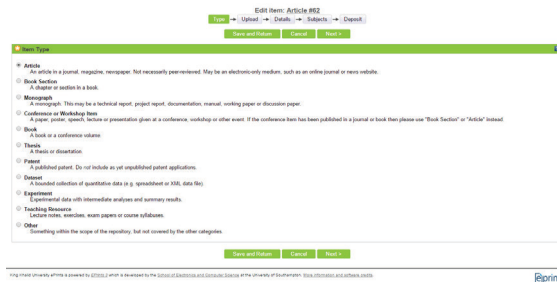 Edit item: Article #62
Type → Upload → Details → Subjects → Deposit
Save and Return Cancel Next >
Item Type
Article
An article in a journal, magazine, newspaper. Not necessarily peer-reviewed. May be an electronic-only medium, such as an online journal or news website.
Book Section
A chapter or section in a book.
Monograph
A monograph. This may be a technical report, project report, documentation, manual, working paper or discussion paper.
Conference or Workshop Item
A paper, poster, speech, lecture or presentation given at a conference, workshop or other event. If the conference item has been published in a journal or book then please use "Book Section" or "Article" instead.
Book
A book or a conference volume.
Thesis
A thesis or dissertation.
Patent
A published patent. Do not include as yet unpublished patent applications.
Dataset
A bounded collection of quantitative data (e.g. spreadsheet or XML data file).
Experiment
Experimental data with intermediate analyses and summary results.
Teaching Resource
Lecture notes, exercises, exam papers or course syllabuses.
Other
Something within the scope of the repository, but not covered by the other categories.
Save and Return Cancel Next >
King Khalid University ePrints is powered by EPrints 3 which is developed by the School of Electronics and Computer Science at the University of Southampton. More information and software credits.
eprin